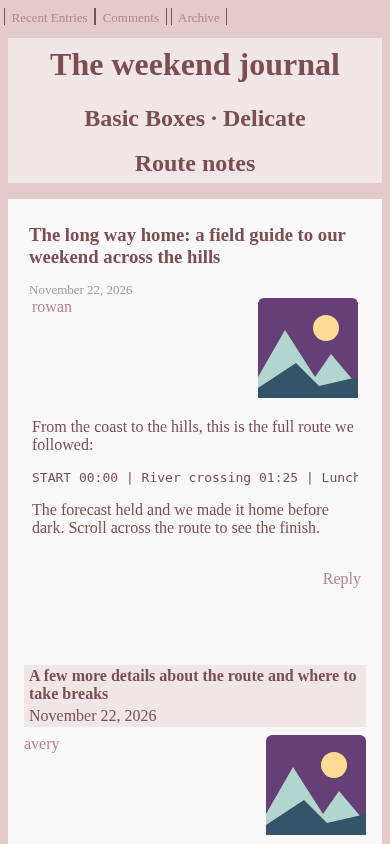 Recent Entries Comments Archive
The weekend journal
Basic Boxes · Delicate
Route notes
The long way home: a field guide to our
weekend across the hills
November 22, 2026
rowan
From the coast to the hills, this is the full route we
followed:
START 00:00 | River crossing 01:25 | Lunch
The forecast held and we made it home before
dark. Scroll across the route to see the finish.
Reply
A few more details about the route and where to
take breaks
November 22, 2026
avery